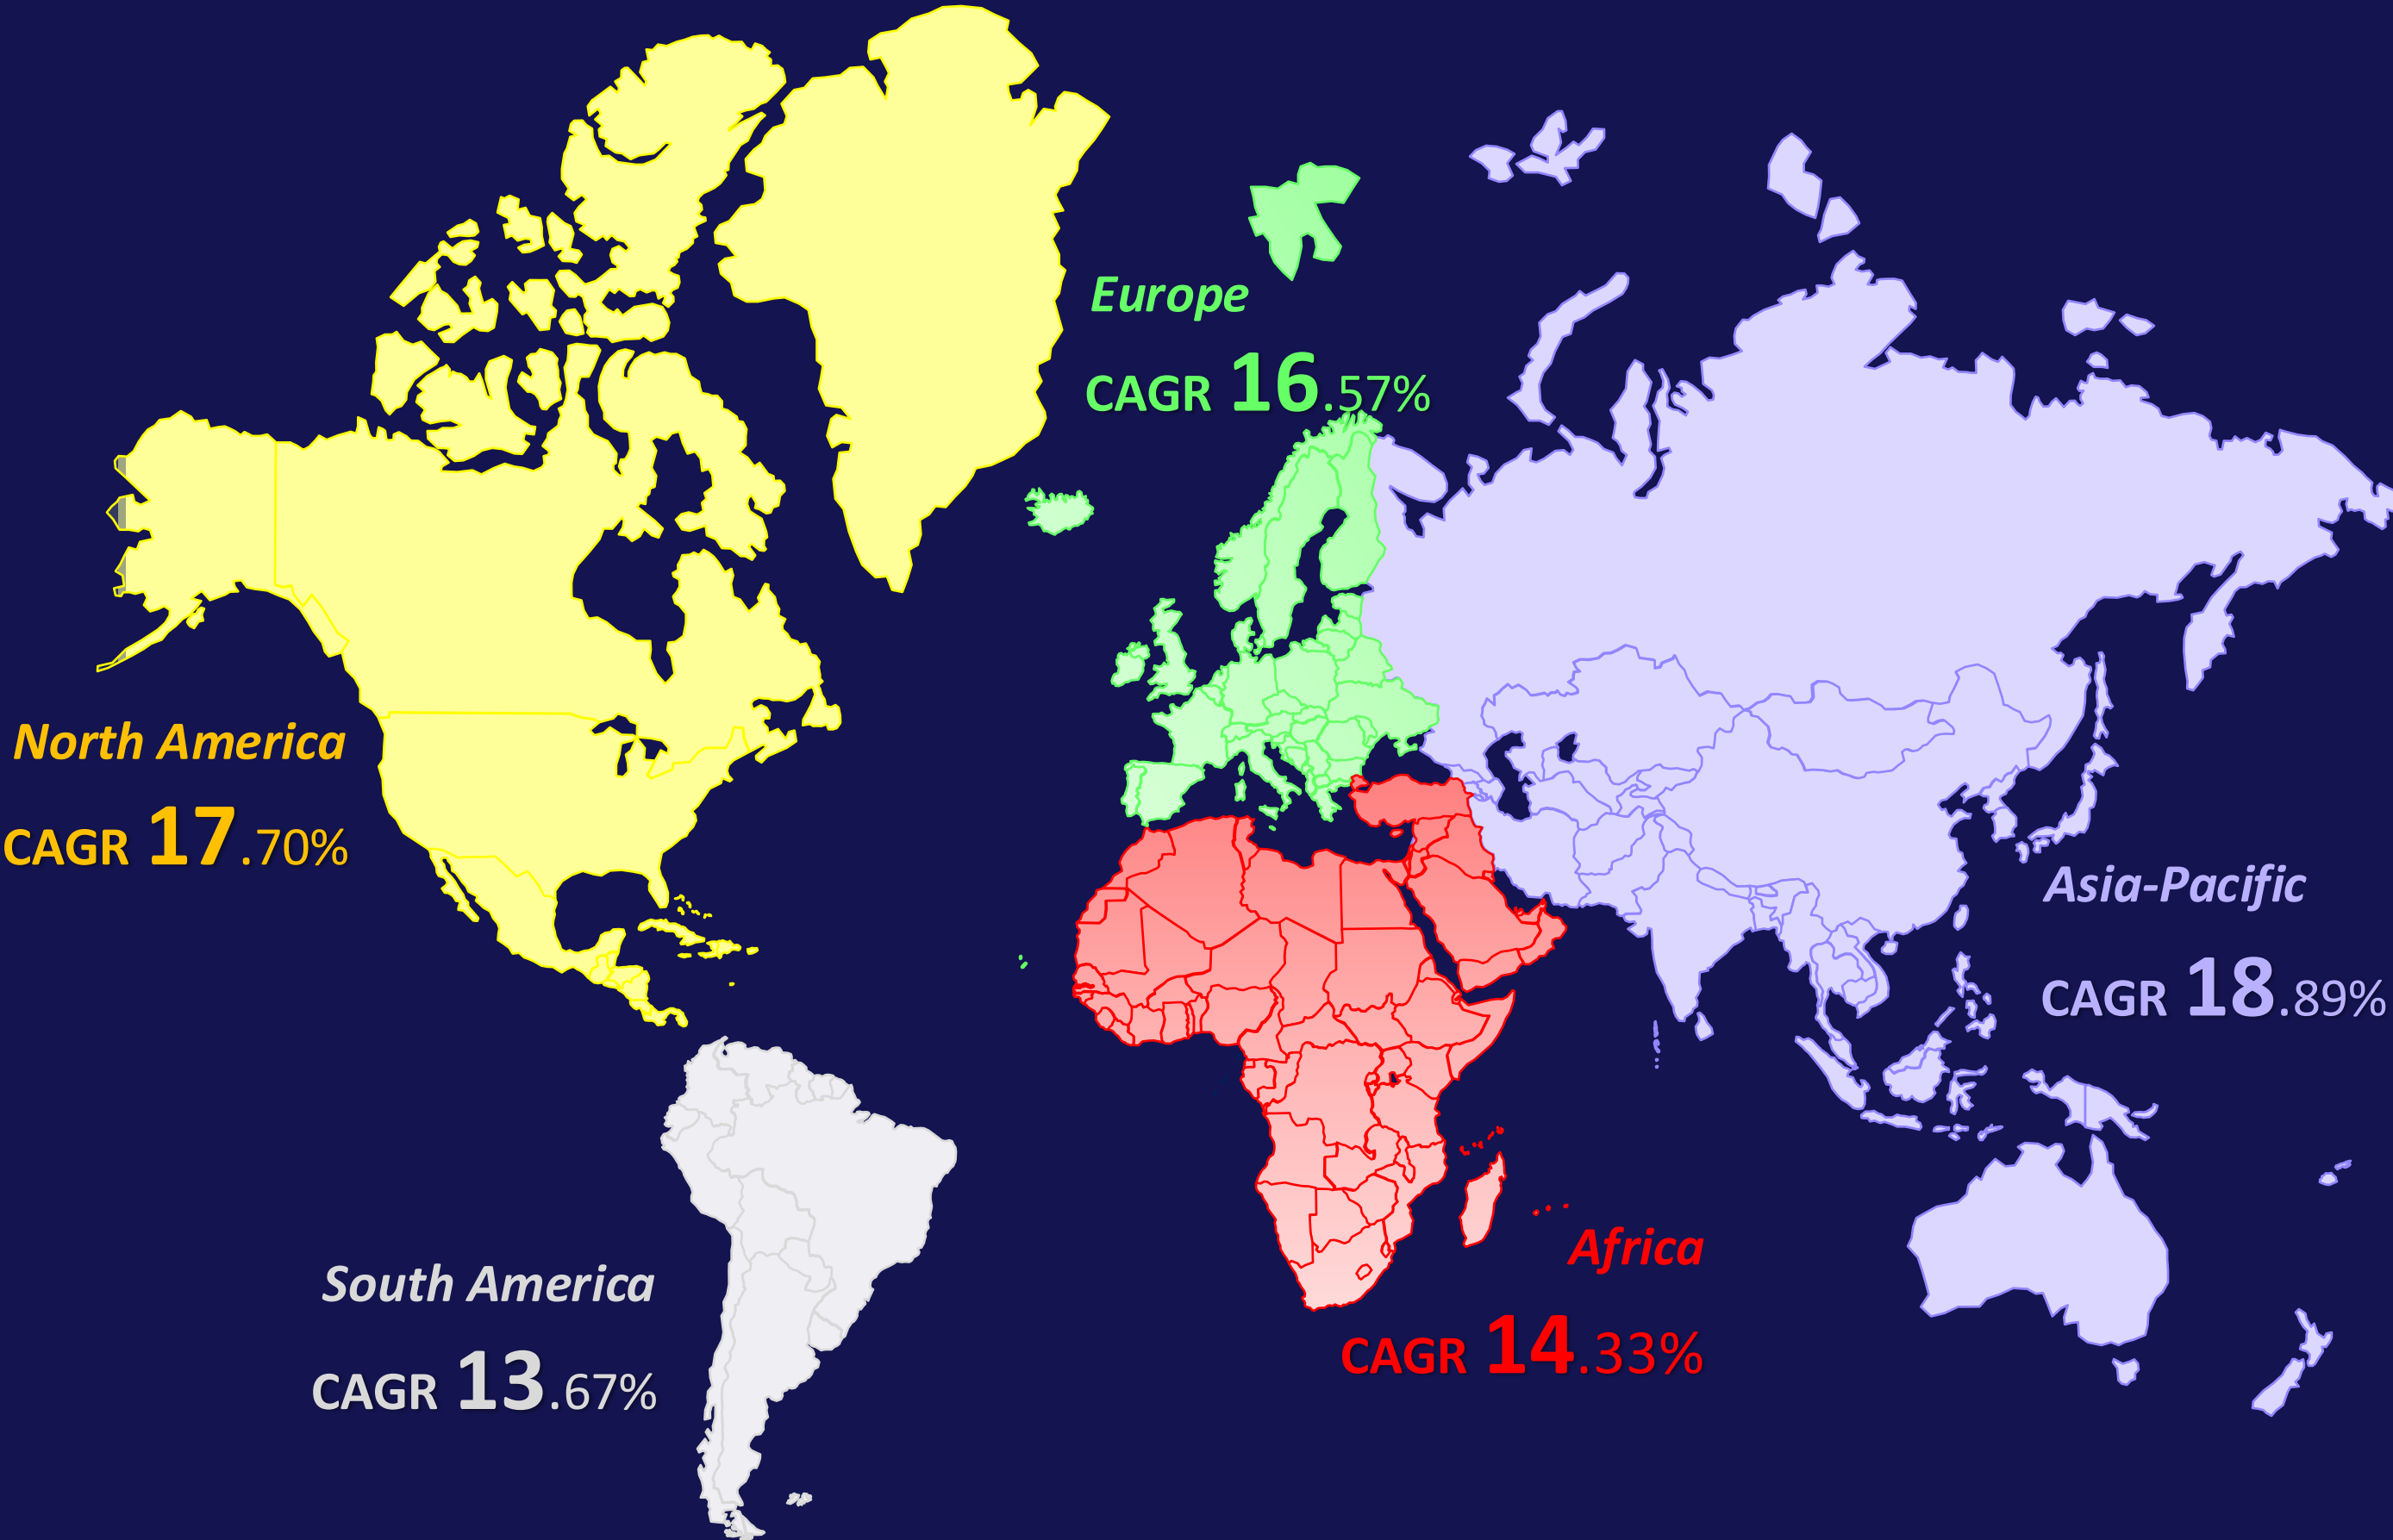 Europe
CAGR 16.57%
North America
CAGR 17.70%
Asia-Pacific
CAGR 18.89%
Africa
CAGR 14.33%
South America
CAGR 13.67%